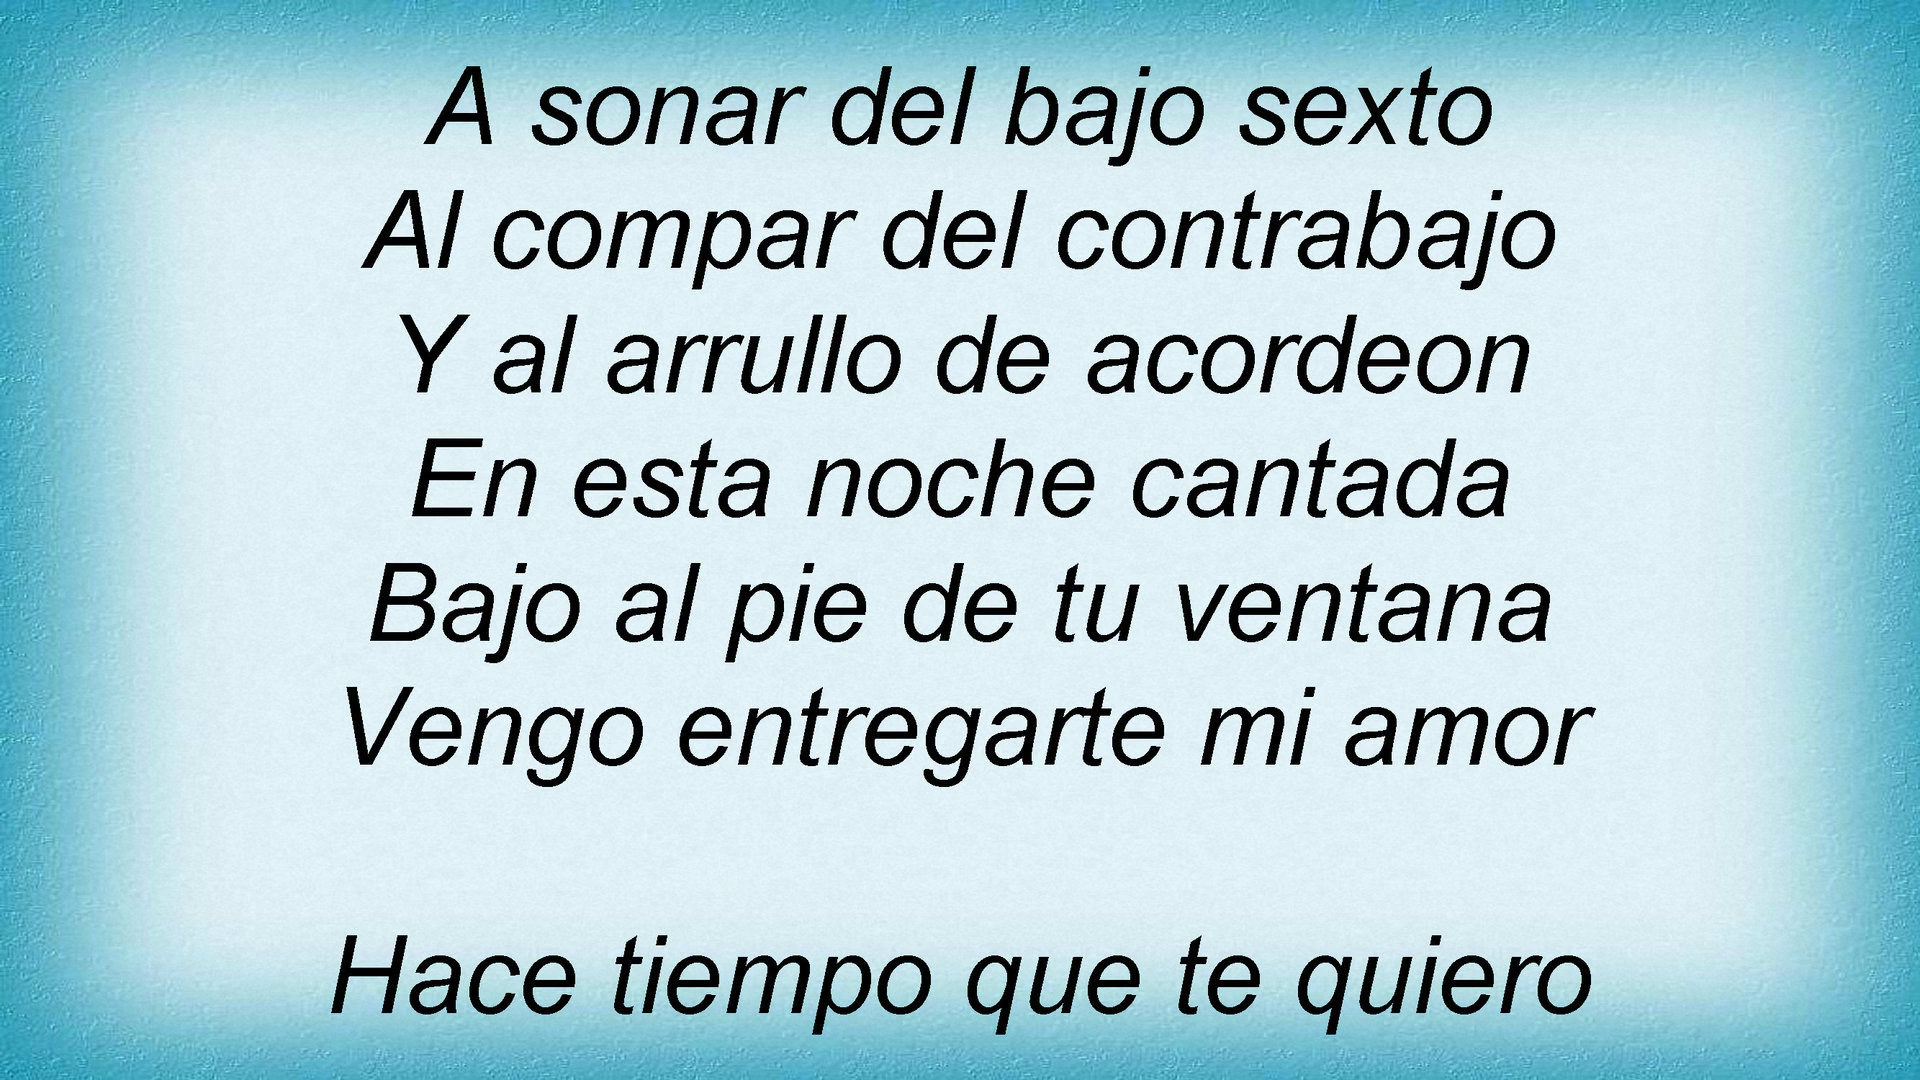 A sonar del bajo sexto
Al compar del contrabajo
Y al arrullo de acordeon
En esta noche cantada
Bajo al pie de tu ventana
Vengo entregarte mi amor
Hace tiempo que te quiero